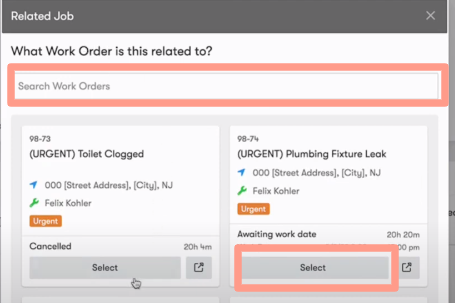 Related Job
What Work Order is this related to?
Search Work Orders
98-73
(URGENT) Toilet Clogged
000 [Street Address], [City], NJ
Felix Kohler
Urgent
Cancelled 20h 4m
Select
98-74
(URGENT) Plumbing Fixture Leak
000 [Street Address], [City], NJ
Felix Kohler
Urgent
Awaiting work date 20h 20m
00 pm
Select